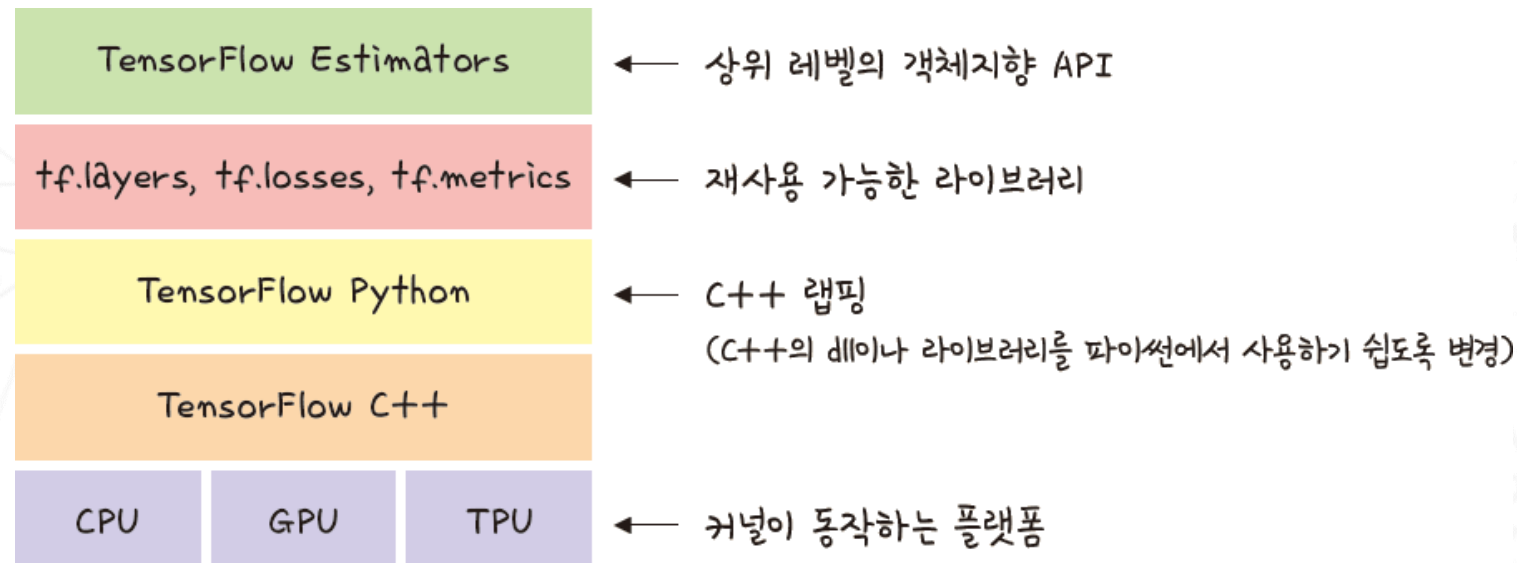 TensorFlow Estimators
상위 레벨의 객체지향 API
tf.layers, tf.losses, tf.metrics
재사용 가능한 라이브러리
TensorFlow Python
C++ 랩핑
(C++의 dll이나 라이브러리를 파이썬에서 사용하기 쉽도록 변경)
TensorFlow C++
CPU GPU TPU
커널이 동작하는 플랫폼